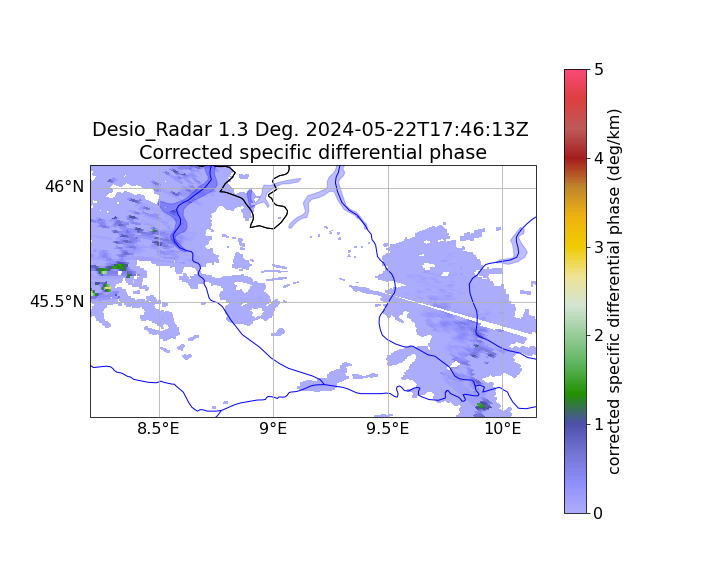 Desio_Radar 1.3 Deg. 2024-05-22T17:46:13Z
Corrected specific differential phase
46°N
45.5°N
8.5°E
9°E
9.5°E
10°E
5
4
3
2
1
0
corrected specific differential phase (deg/km)